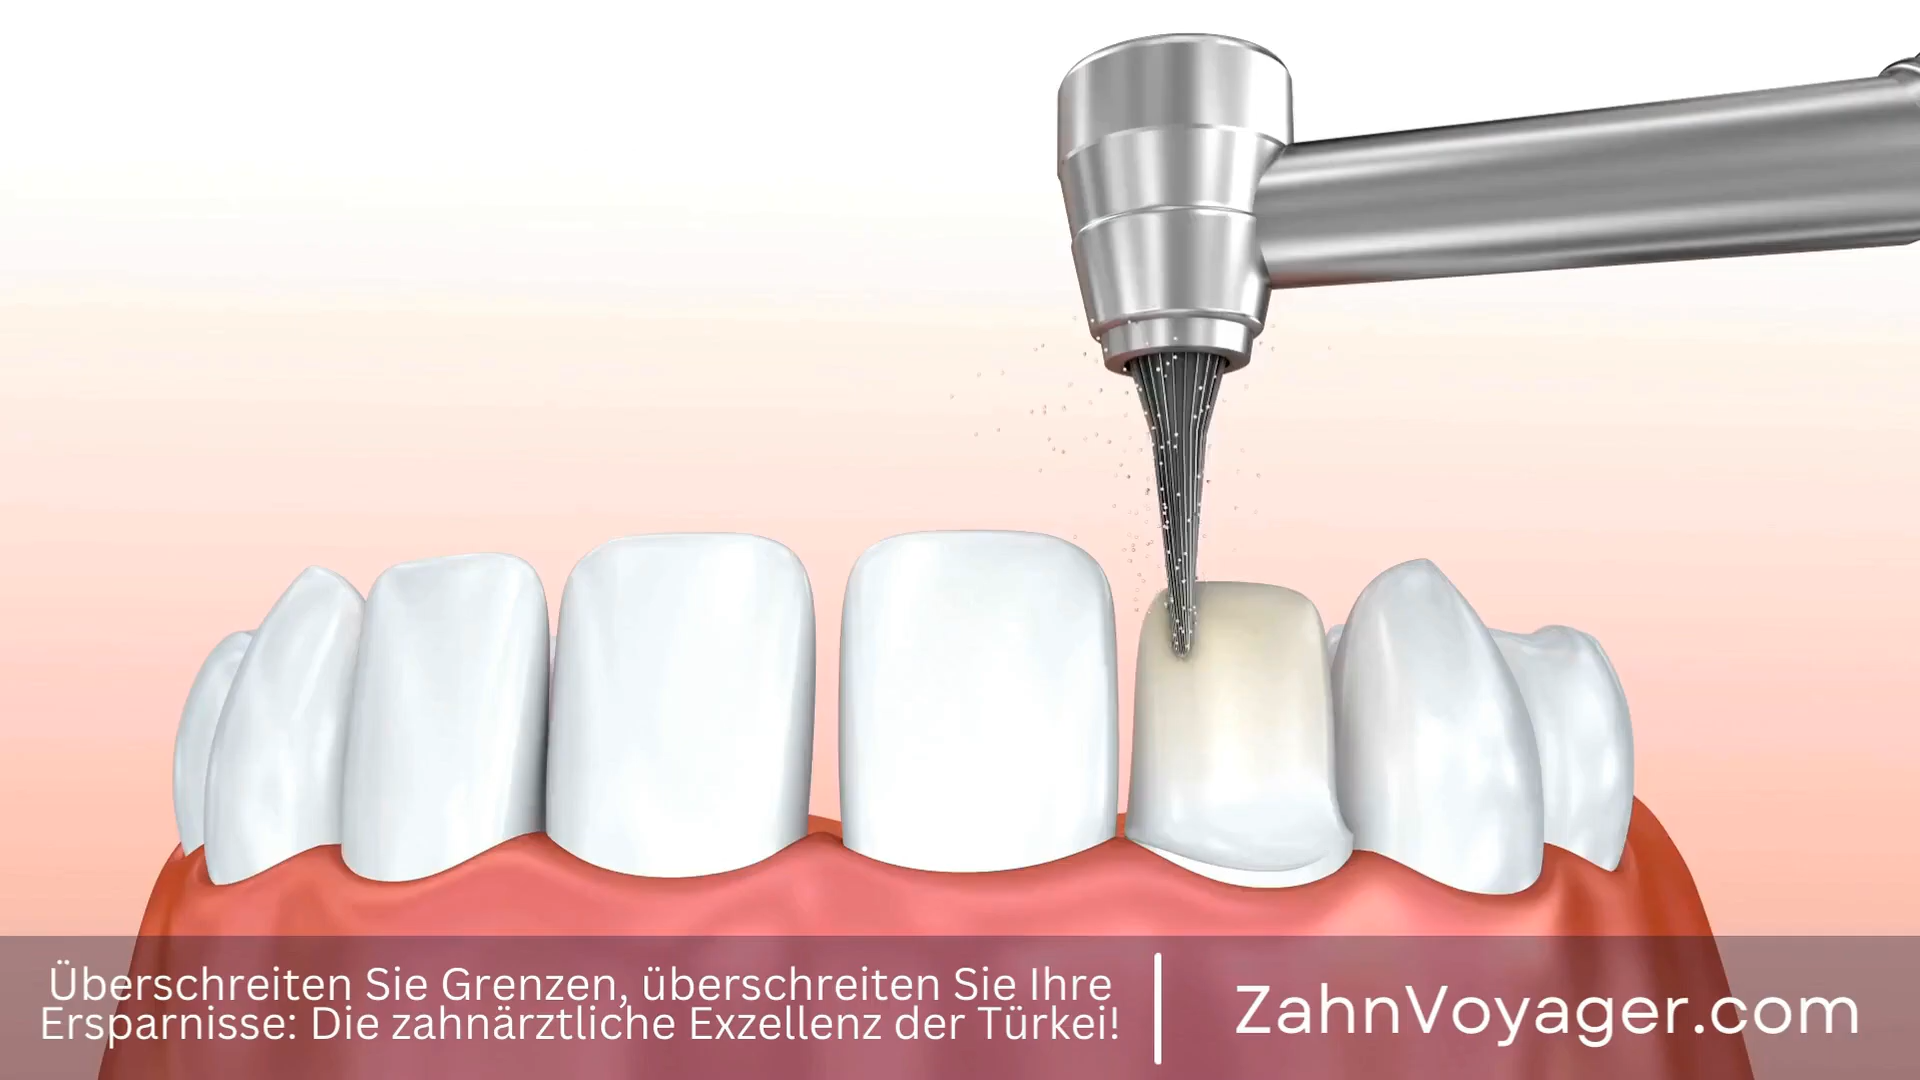 Überschreiten Sie Grenzen, überschreiten Sie Ihre
Ersparnisse: Die zahnärztliche Exzellenz der Türkei!
ZahnVoyager.com